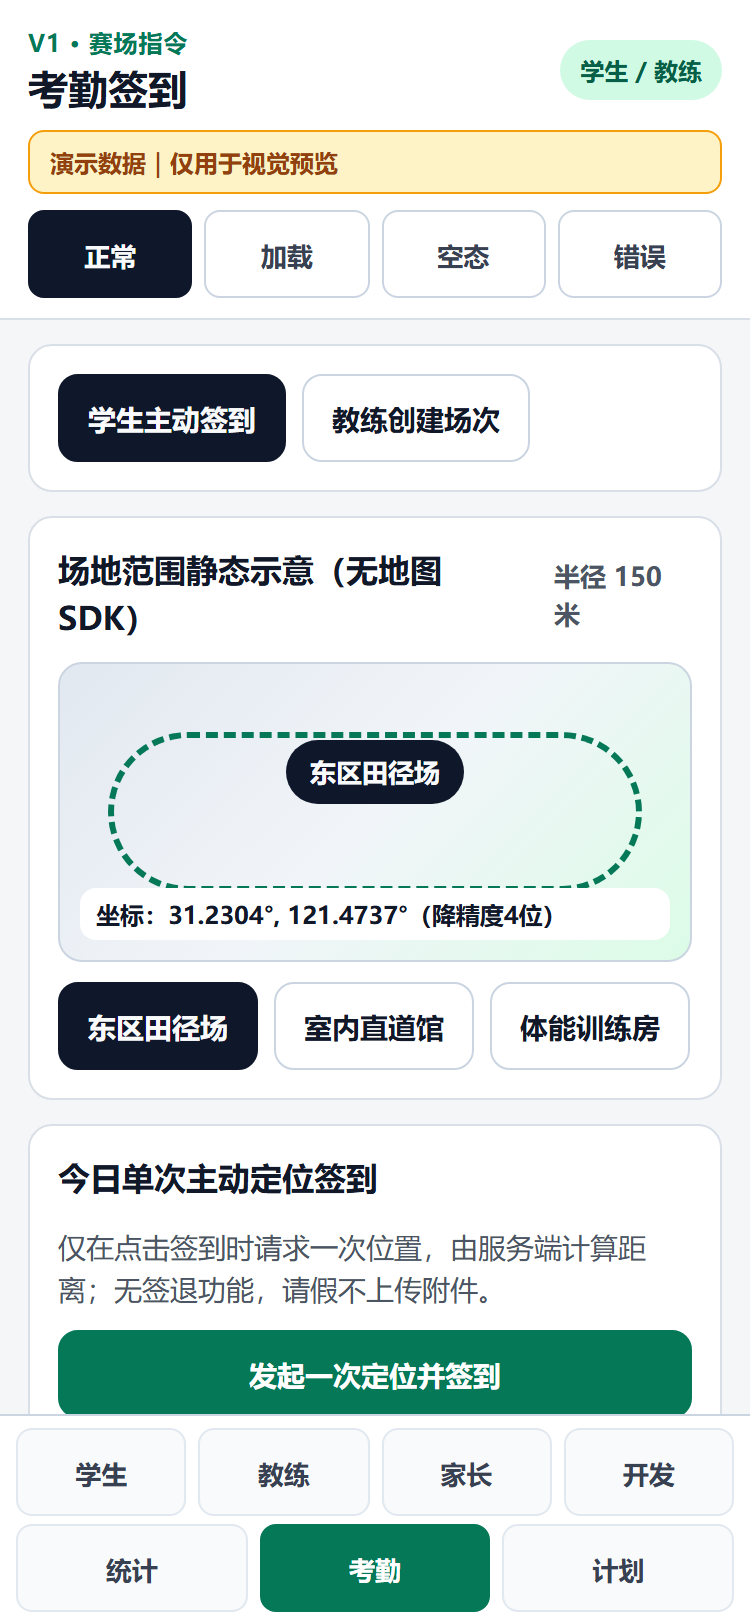 V1 · 赛场指令
考勤签到
学生 / 教练
演示数据｜仅用于视觉预览
正常
加载
空态
错误
学生主动签到
教练创建场次
场地范围静态示意（无地图
SDK）
半径 150
米
东区田径场
坐标：31.2304°, 121.4737°（降精度4位）
东区田径场
室内直道馆
体能训练房
今日单次主动定位签到
仅在点击签到时请求一次位置，由服务端计算距
离；无签退功能，请假不上传附件。
发起一次定位并签到
学生
教练
家长
开发
统计
考勤
计划